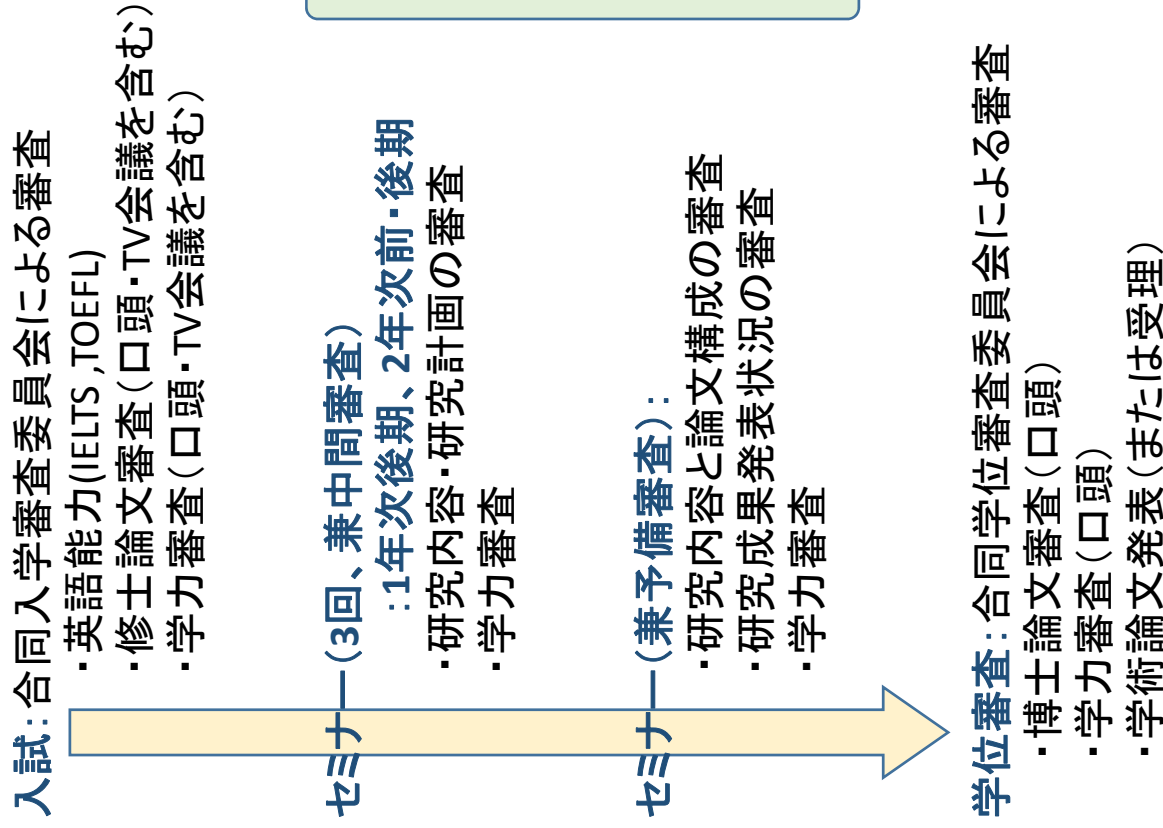 入試：合同入学審査委員会による審査
・英語能力(IELTS ,TOEFL)
・修士論文審査（口頭・TV会議を含む）
・学力審査（口頭・TV会議を含む）
セミナー（3回、兼中間審査）
：1年次後期、2年次前・後期
・研究内容・研究計画の審査
・学力審査
セミナー（兼予備審査）：
・研究内容と論文構成の審査
・研究成果発表状況の審査
・学力審査
学位審査：合同学位審査委員会による審査
・博士論文審査（口頭）
・学力審査（口頭）
・学術論文発表（または受理）